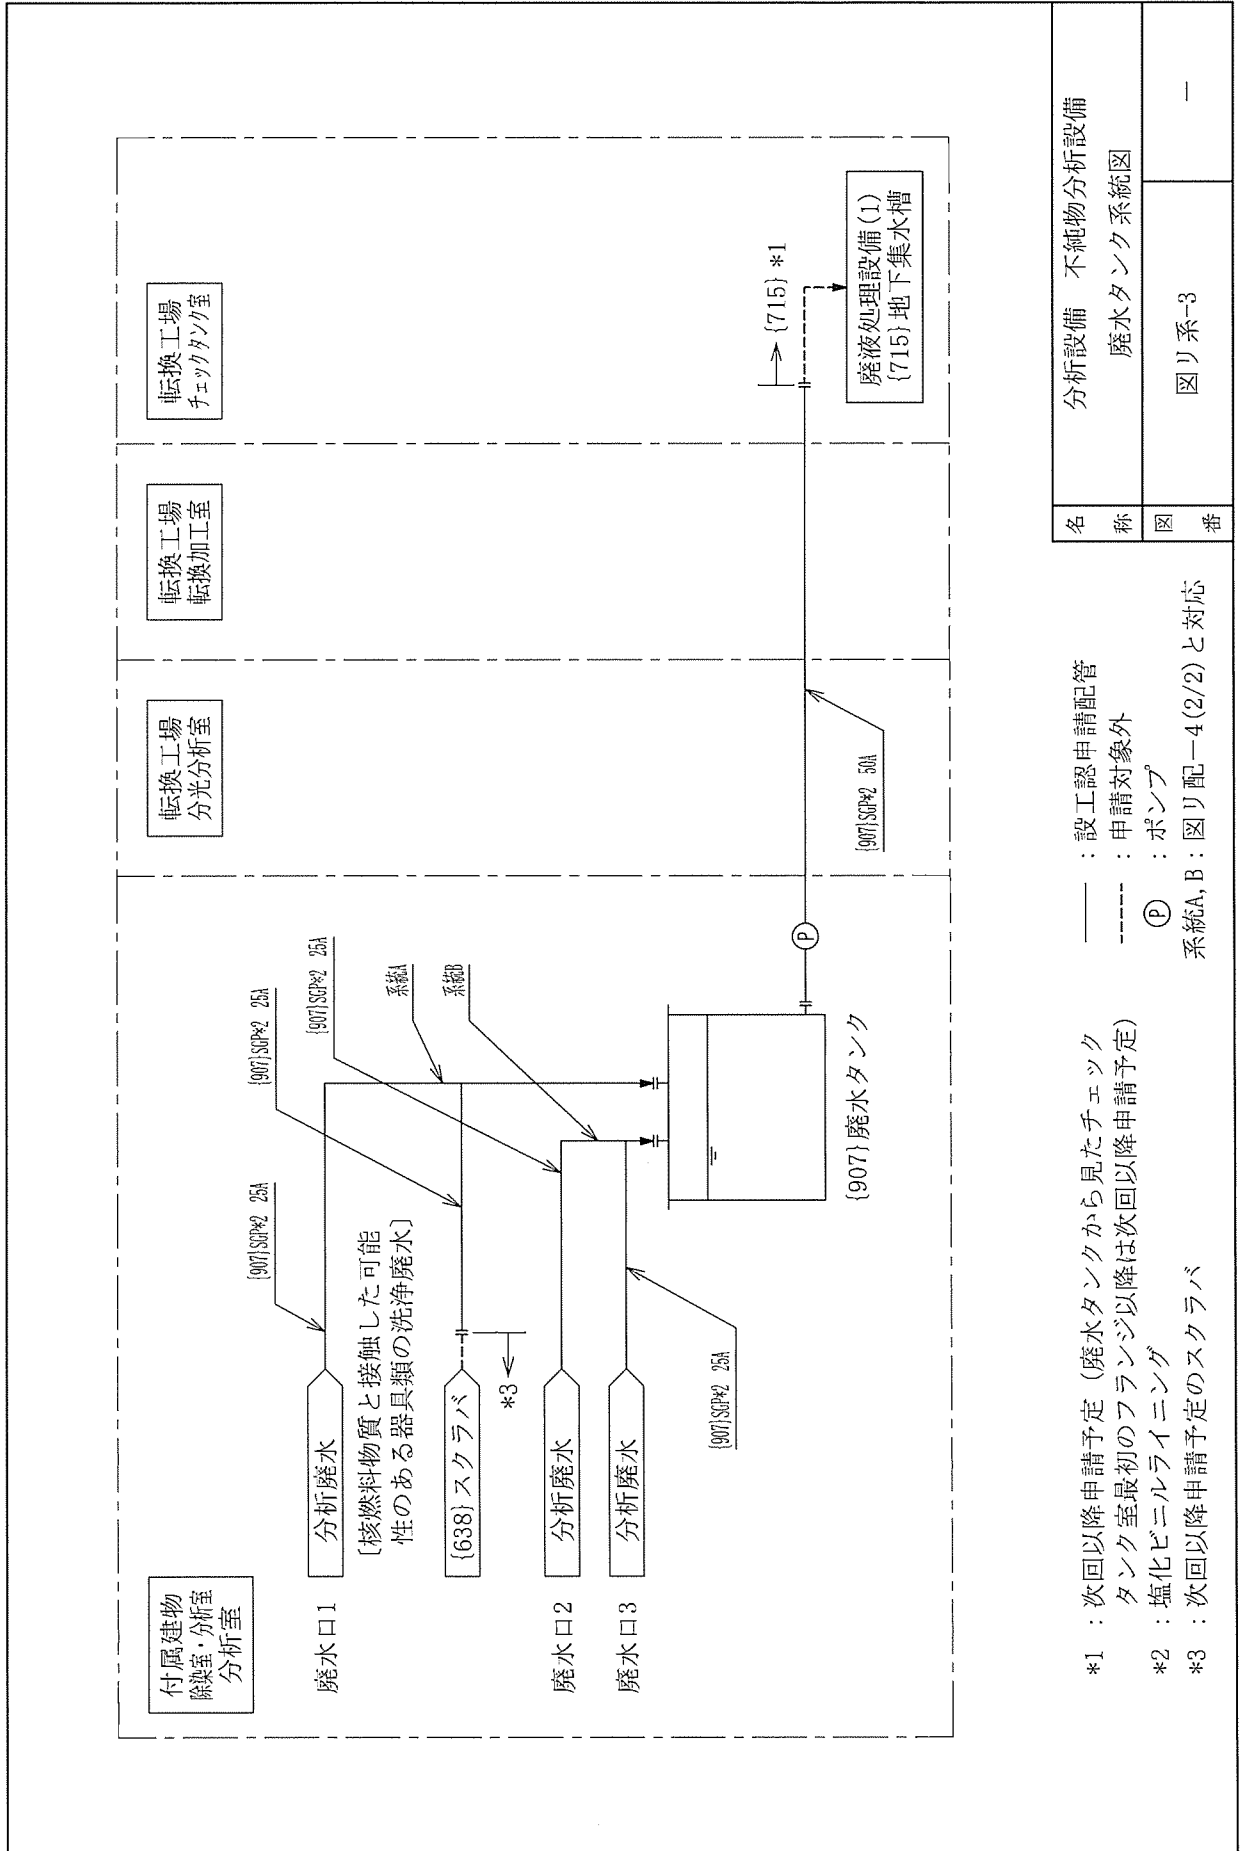 付属建物
除染室・分析室
分析室
転換工場
分光分析室
転換工場
転換加工室
転換工場
チェックタンク室
廃水口1
分析廃水
{907}SGP*2 25A
[核燃料物質と接触した可能
性のある器具類の洗浄廃水]
{907}SGP*2 25A
{638}スクラバ
*3
{907}SGP*2 25A
系統A
系統B
廃水口2
分析廃水
廃水口3
分析廃水
{907}SGP*2 25A
{907}廃水タンク
P
{907}SGP*2 50A
{715}*1
廃液処理設備(1)
{715}地下集水槽
*1 : 次回以降申請予定 (廃水タンクから見たチェック
タンク室最初のフランジ以降は次回以降申請予定)
*2 : 塩化ビニルライニング
*3 : 次回以降申請予定のスクラバ
: 設工認申請配管
: 申請対象外
P : ポンプ
系統A, B : 図リ配-4(2/2)と対応
名称
分析設備 不純物分析設備
廃水タンク系統図
図番
図リ系-3
—